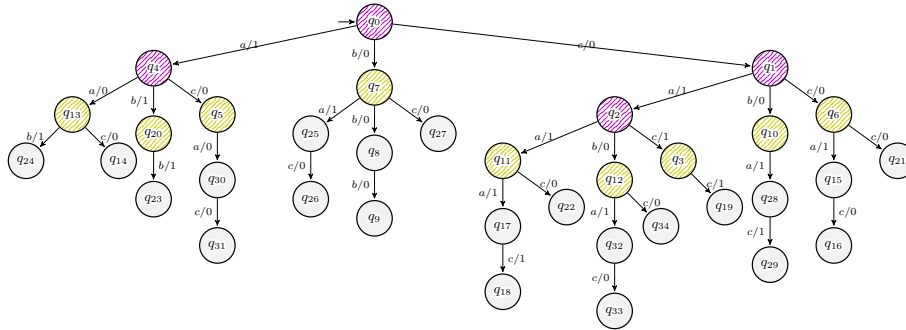 q0
a/1 b/0 c/0
q4 q1
a/0 b/1 c/0 q7 a/1 b/0 c/0
q13 q20 q5 a/1 b/0 c/0 q2 q10 q6
b/1 c/0 b/1 a/0 q25 q8 q27 a/1 b/0 c/1 a/1 a/1 c/0
q24 q14 q23 q30 c/0 b/0 q11 q12 q3 q28 q15 q21
c/0 q26 q9 a/1 c/0 a/1 c/0 c/1 c/1 c/0
q31 q17 q22 q32 q34 q19 q29 q16
c/1 c/0
q18 q33